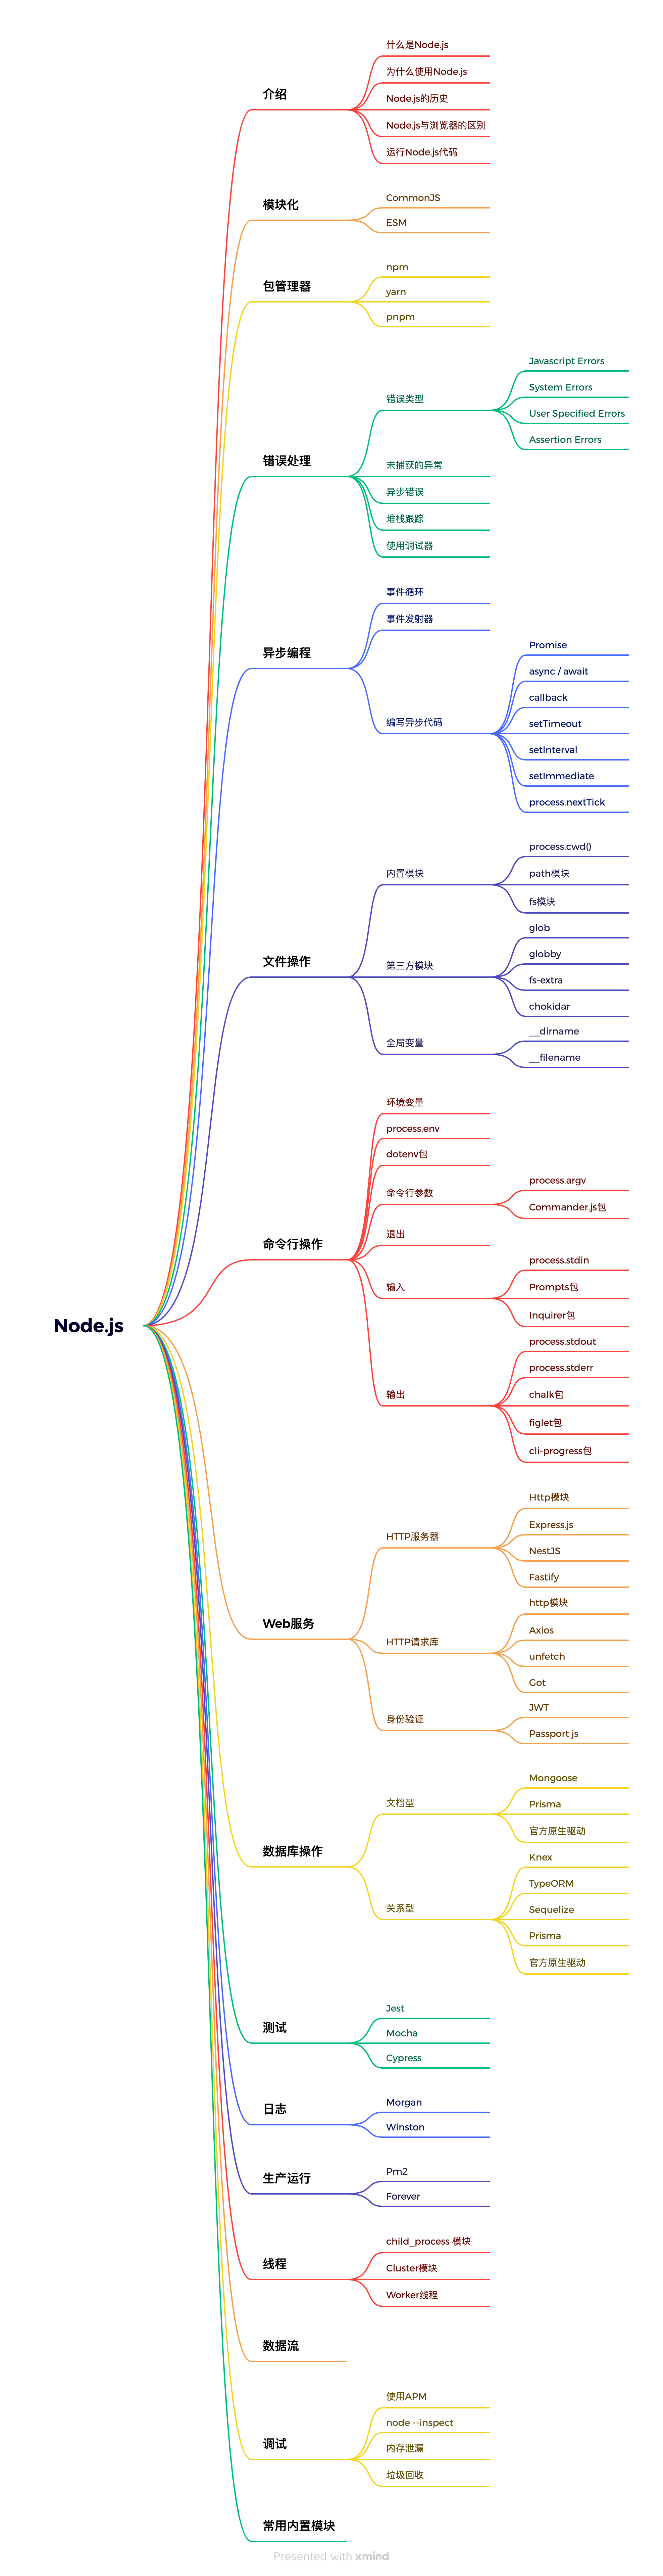 Node.js
介绍
什么是Node.js
为什么使用Node.js
Node.js的历史
Node.js与浏览器的区别
运行Node.js代码
模块化
CommonJS
ESM
包管理器
npm
yarn
pnpm
错误处理
错误类型
Javascript Errors
System Errors
User Specified Errors
Assertion Errors
未捕获的异常
异步错误
堆栈跟踪
使用调试器
异步编程
事件循环
事件发射器
编写异步代码
Promise
async / await
callback
setTimeout
setInterval
setImmediate
process.nextTick
文件操作
内置模块
process.cwd()
path模块
fs模块
第三方模块
glob
globby
fs-extra
chokidar
全局变量
__dirname
__filename
命令行操作
环境变量
process.env
dotenv包
命令行参数
process.argv
Commander.js包
退出
输入
process.stdin
Prompts包
Inquirer包
输出
process.stdout
process.stderr
chalk包
figlet包
cli-progress包
Web服务
HTTP服务器
Http模块
Express.js
NestJS
Fastify
HTTP请求库
http模块
Axios
unfetch
Got
身份验证
JWT
Passport js
数据库操作
文档型
Mongoose
Prisma
官方原生驱动
关系型
Knex
TypeORM
Sequelize
Prisma
官方原生驱动
测试
Jest
Mocha
Cypress
日志
Morgan
Winston
生产运行
Pm2
Forever
线程
child_process 模块
Cluster模块
Worker线程
数据流
调试
使用APM
node --inspect
内存泄漏
垃圾回收
常用内置模块
Presented with xmind